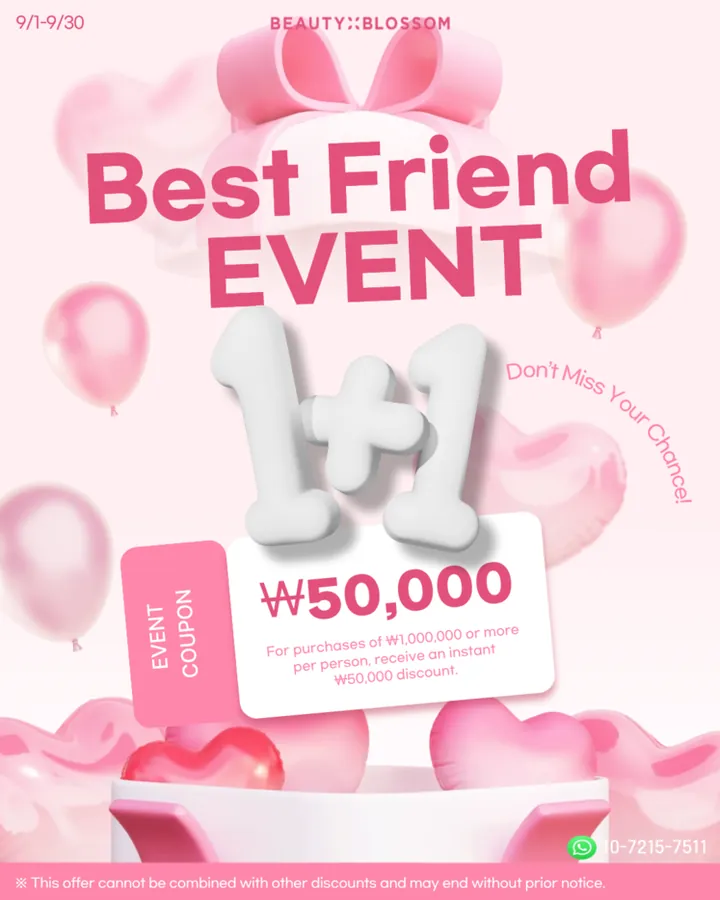 9/1-9/30
BEAUTY BLOSSOM
Best Friend
EVENT
1+1
Don't Miss Your Chance!
EVENT
COUPON
₩50,000
For purchases of ₩1,000,000 or more
per person, receive an instant
₩50,000 discount.
10-7215-7511
※ This offer cannot be combined with other discounts and may end without prior notice.